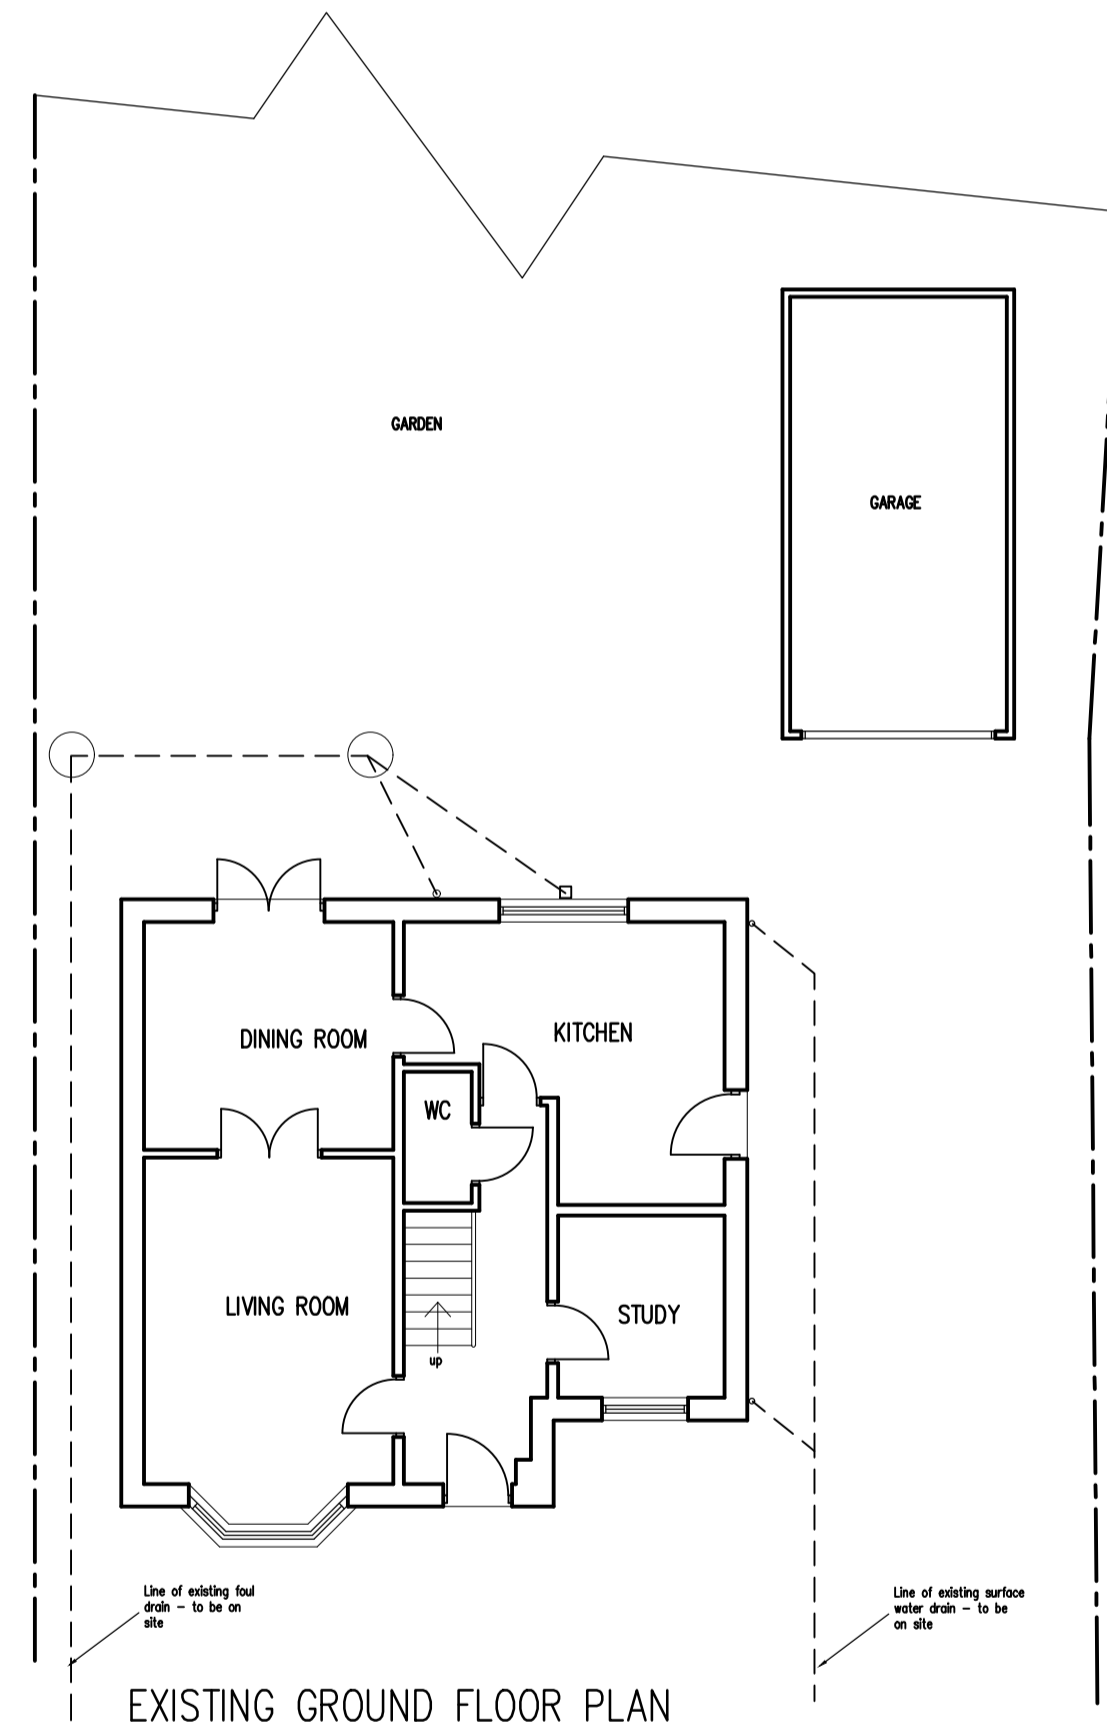 GARDEN
GARAGE
DINING ROOM
KITCHEN
WC
LIVING ROOM
STUDY
up
Line of existing foul
drain – to be on
site
Line of existing surface
water drain – to be
on site
EXISTING GROUND FLOOR PLAN